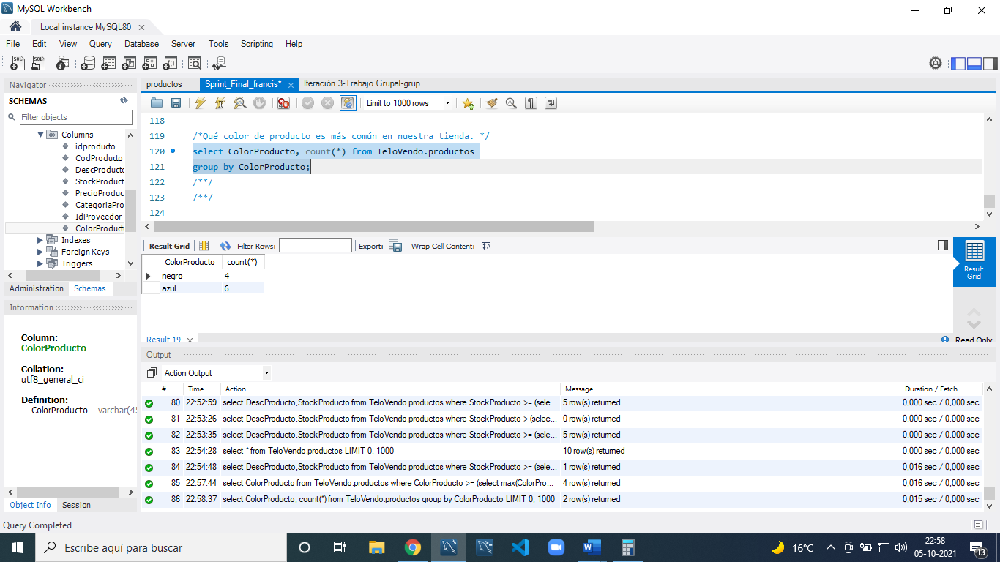 MySQL Workbench
Local instance MySQL80
File Edit View Query Database Server Tools Scripting Help
Navigator
SCHEMAS
Filter objects
Columns
idproducto
CodProducto
DescProducto
StockProduct
PrecioProduc
CategoriaPro
IdProveedor
ColorProduct
Indexes
Foreign Keys
Triggers
Administration Schemas
Information
Column:
ColorProducto
Collation:
utf8_general_ci
Definition:
ColorProducto varchar(45
Object Info Session
productos Sprint_Final_francis* Iteración 3-Trabajo Grupal-grup...
Limit to 1000 rows
118
119 /*Qué color de producto es más común en nuestra tienda. */
120 select ColorProducto, count(*) from TeloVendo.productos
121 group by ColorProducto;
122 /**/
123 /**/
124
Result Grid Filter Rows: Export: Wrap Cell Content:
ColorProducto count(*)
negro 4
azul 6
Result Grid
Result 19 Read Only
Output
Action Output
# Time Action Message Duration / Fetch
80 22:52:59 select DescProducto,StockProducto from TeloVendo.productos where StockProducto >= (sele... 5 row(s) returned 0,000 sec / 0,000 sec
81 22:53:26 select DescProducto,StockProducto from TeloVendo.productos where StockProducto > (selec... 0 row(s) returned 0,000 sec / 0,000 sec
82 22:53:35 select DescProducto,StockProducto from TeloVendo.productos where StockProducto >= (sele... 5 row(s) returned 0,000 sec / 0,000 sec
83 22:54:28 select * from TeloVendo.productos LIMIT 0, 1000 10 row(s) returned 0,000 sec / 0,000 sec
84 22:54:48 select DescProducto,StockProducto from TeloVendo.productos where StockProducto >= (sele... 1 row(s) returned 0,016 sec / 0,000 sec
85 22:57:44 select ColorProducto from TeloVendo.productos where ColorProducto >= (select max(ColorPro... 4 row(s) returned 0,016 sec / 0,000 sec
86 22:58:37 select ColorProducto, count(*) from TeloVendo.productos group by ColorProducto LIMIT 0, 1000 2 row(s) returned 0,015 sec / 0,000 sec
Query Completed
Escribe aquí para buscar
16°C
22:58
05-10-2021
13